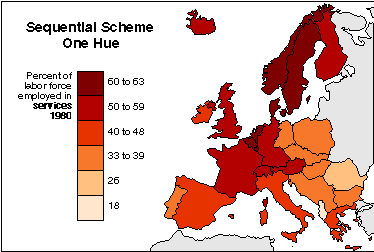 Sequential Scheme
One Hue
Percent of
labor force
employed in
services
1980
60 to 63
50 to 59
40 to 48
33 to 39
26
18